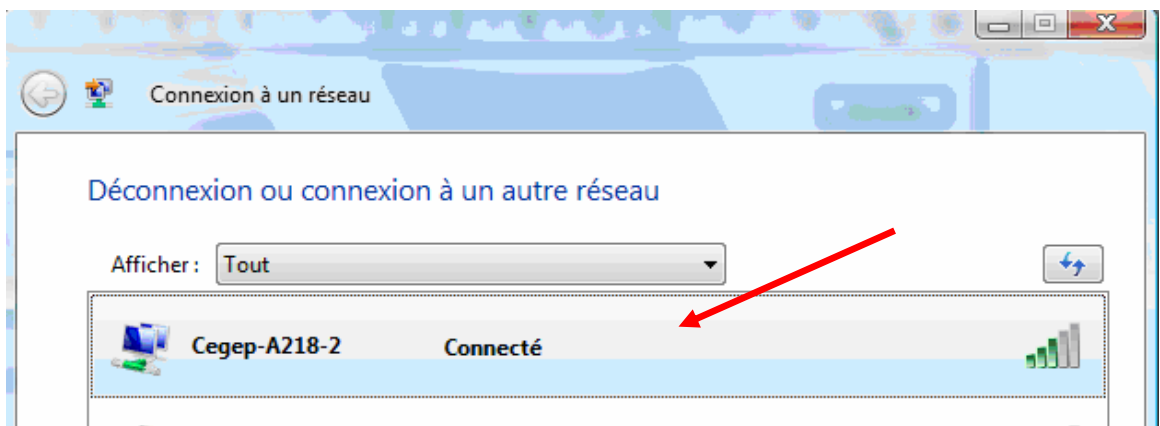 Connexion à un réseau
Déconnexion ou connexion à un autre réseau
Afficher : Tout
Cegep-A218-2 Connecté